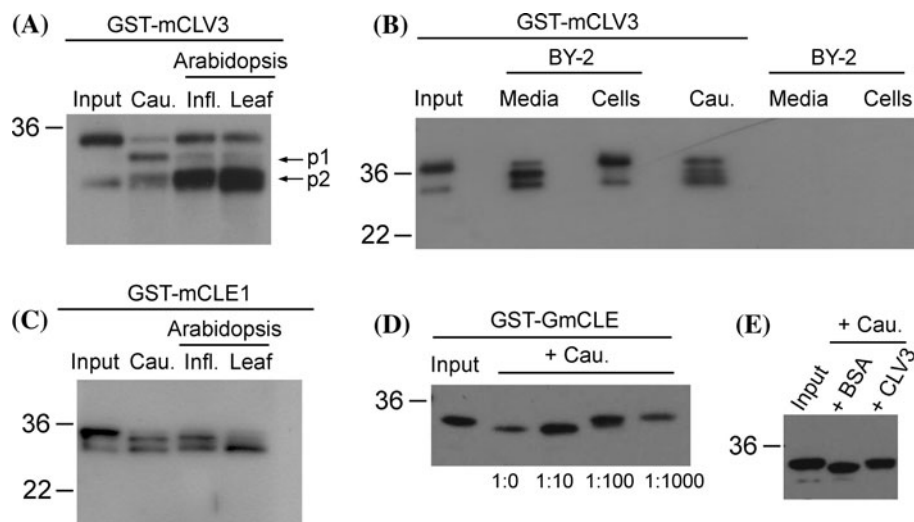 (A)
GST-mCLV3
Arabidopsis
Input Cau. Infl. Leaf
36
p1
p2
(B)
GST-mCLV3
BY-2 BY-2
Input Media Cells Cau. Media Cells
36
22
(C)
GST-mCLE1
Arabidopsis
Input Cau. Infl. Leaf
36
22
(D)
GST-GmCLE
+ Cau.
Input
36
1:0 1:10 1:100 1:1000
(E)
+ Cau.
Input + BSA + CLV3
36